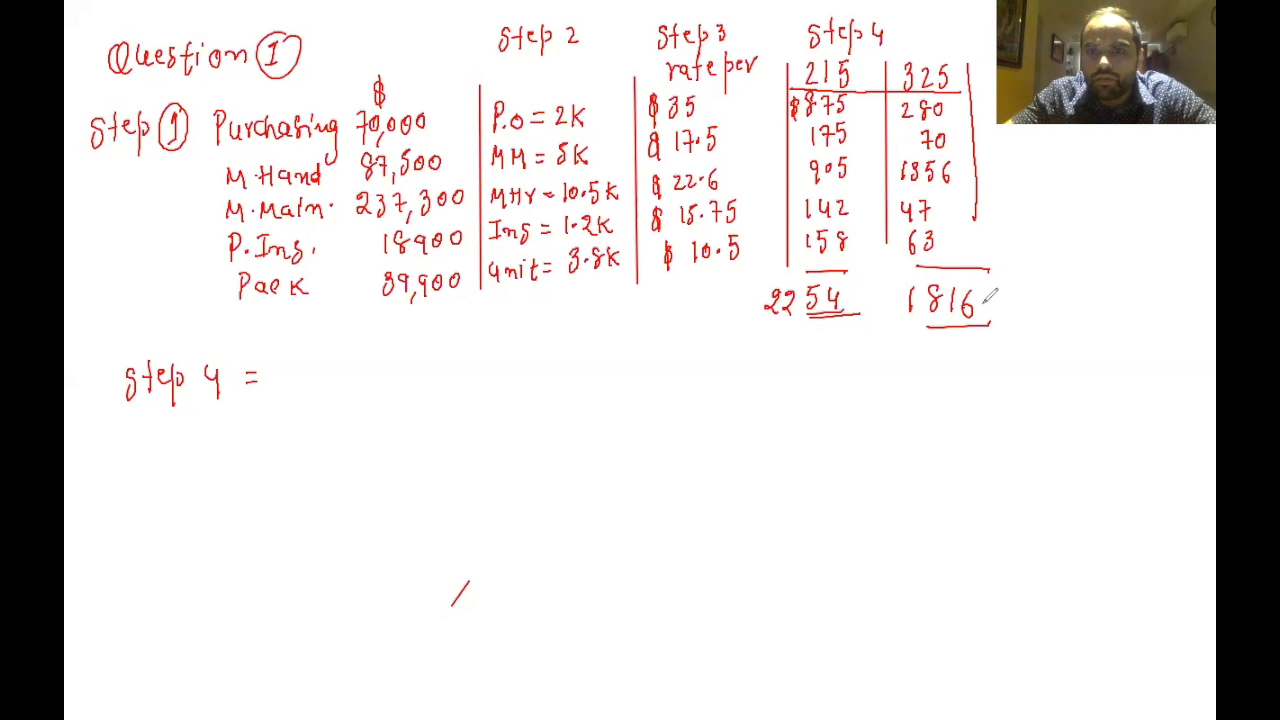 Question 1
Step 2
Step 3
rate per
Step 4
215 325
$
Step 1 Purchasing 70,000 P.O = 2K $ 35 $875 280
M.Hand 87,500 MM = 5K $ 17.5 175 70
M.Main. 237,300 MHr = 10.5K $ 22.6 905 1356
P.Ins. 18900 Ins = 1.2K $ 15.75 142 47
Pack 39,900 Unit = 3.8K $ 10.5 158 63
2254 1816
Step 4 =